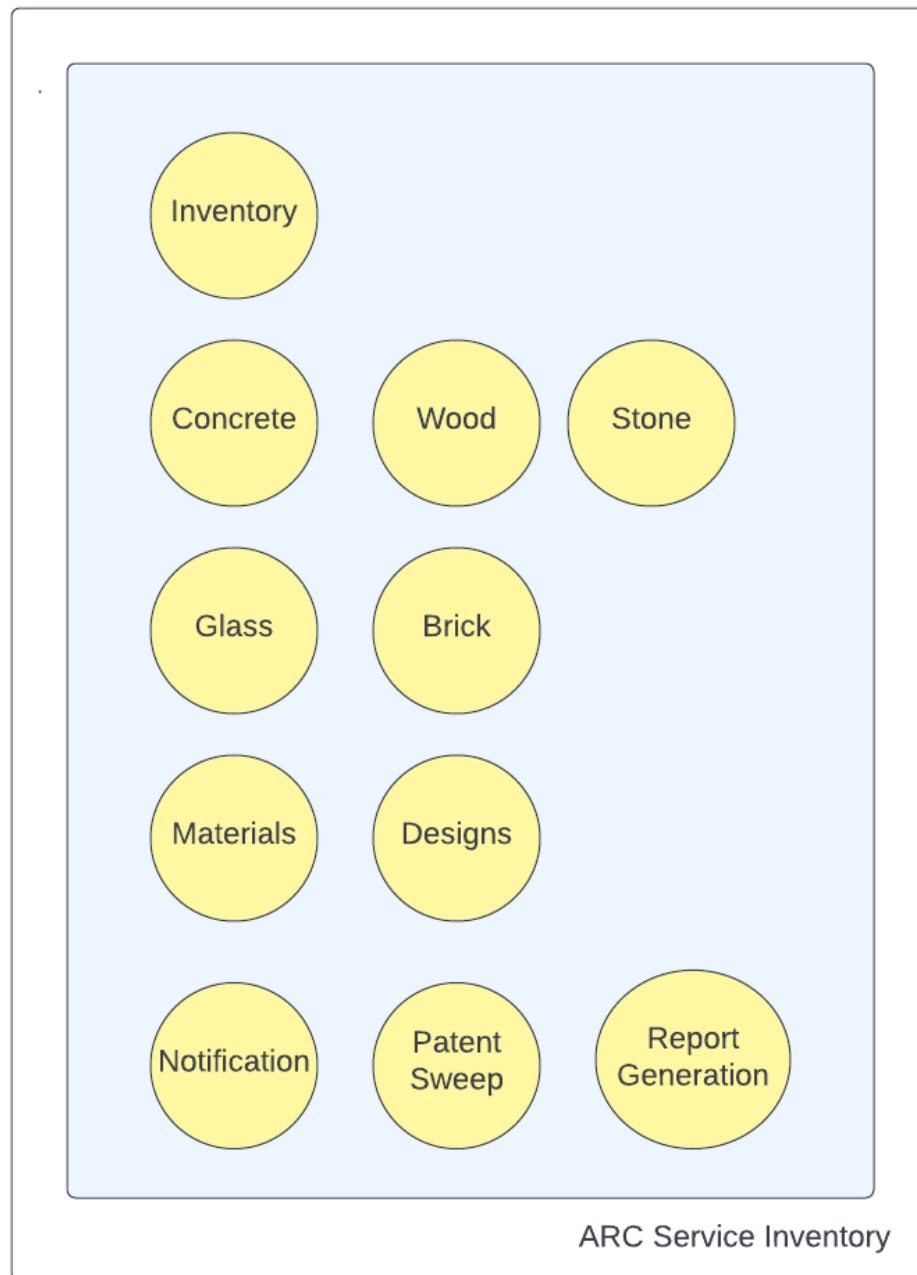 Inventory
Concrete
Wood
Stone
Glass
Brick
Materials
Designs
Notification
Patent
Sweep
Report
Generation
ARC Service Inventory